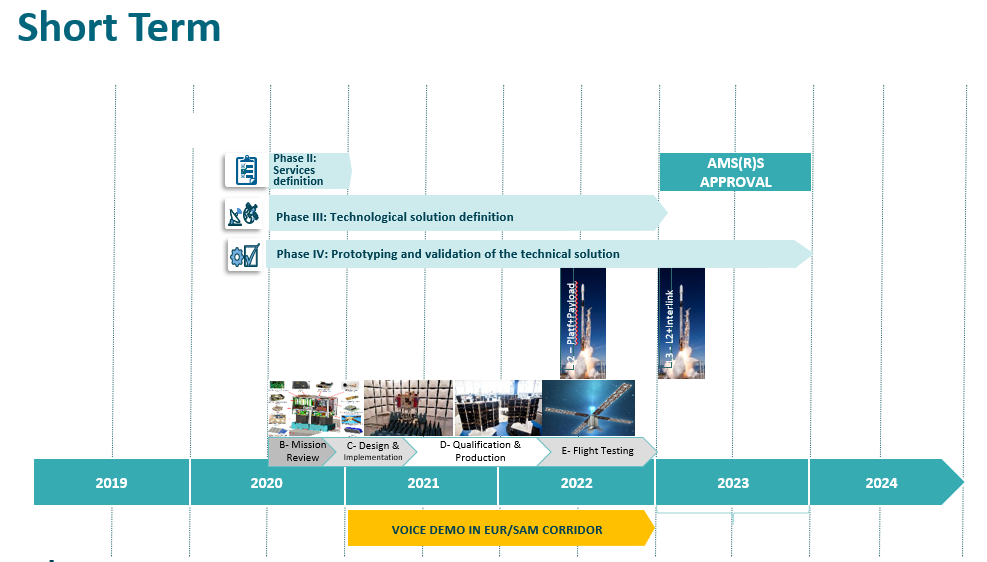 Short Term
Phase II:
Services
definition
AMS(R)S
APPROVAL
Phase III: Technological solution definition
Phase IV: Prototyping and validation of the technical solution
L 2 – Platf+Payload
L 3 - L2+Interlink
B- Mission
Review
C- Design &
Implementation
D- Qualification &
Production
E- Flight Testing
2019
2020
2021
2022
2023
2024
VOICE DEMO IN EUR/SAM CORRIDOR